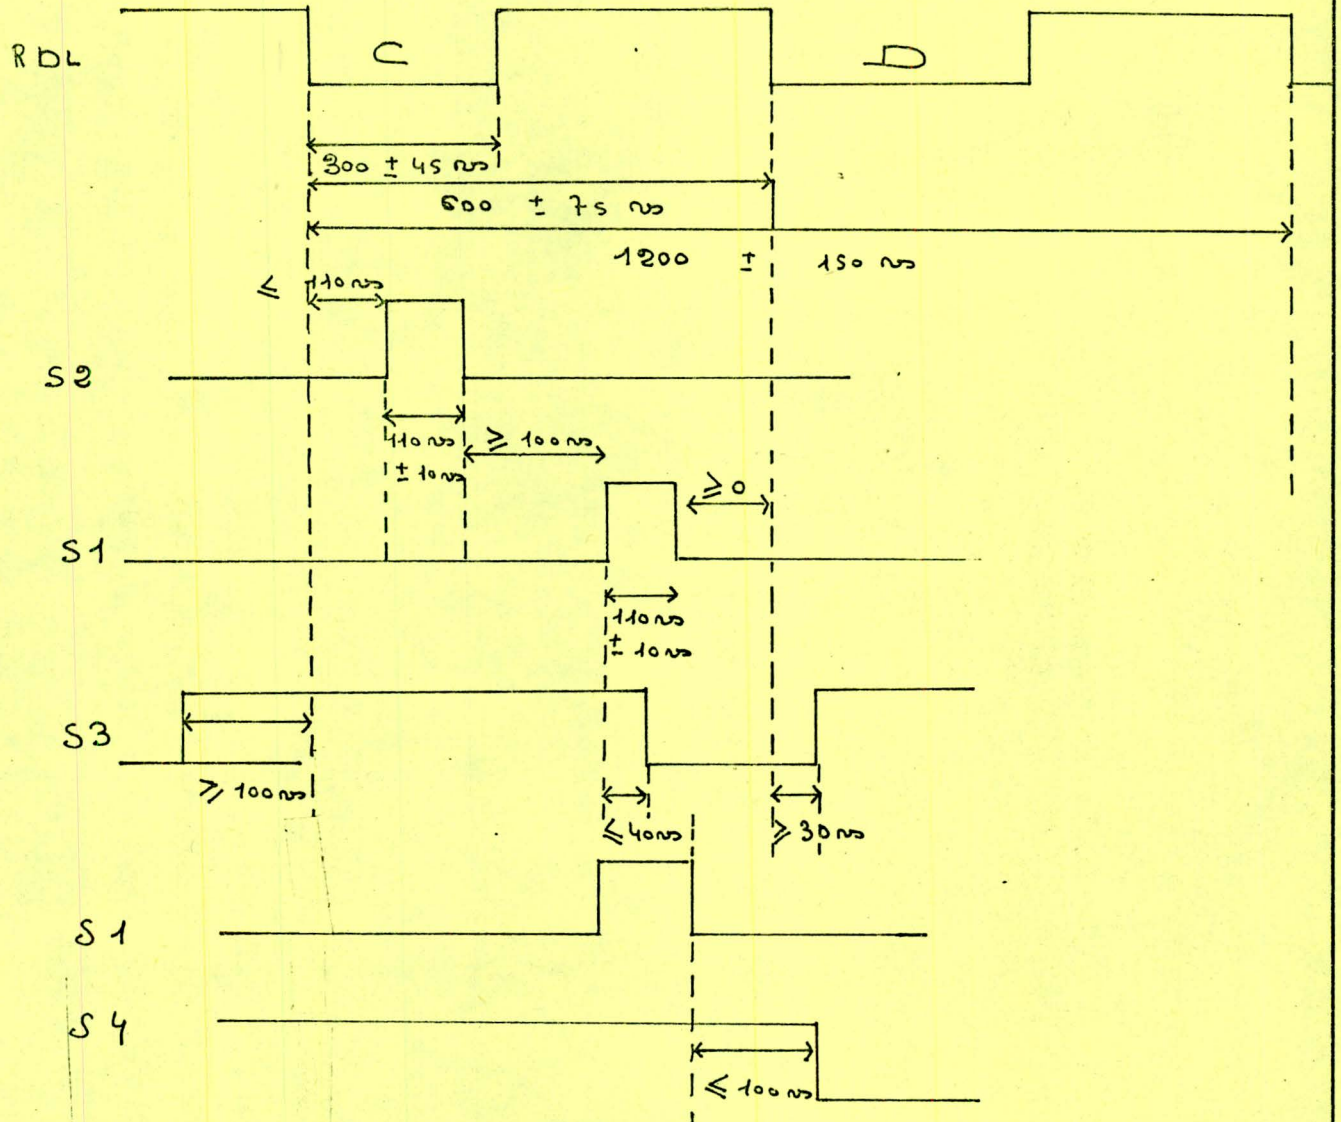 RDL C D
300 ± 45 ns
600 ± 75 ns
1200 ± 150 ns
≤ 110 ns
S2
110 ns
± 10 ns
≥ 100 ns
≥ 0
S1
110 ns
± 10 ns
S3
≥ 100 ns
≤ 40 ns
≥ 30 ns
S1
S4
≤ 100 ns